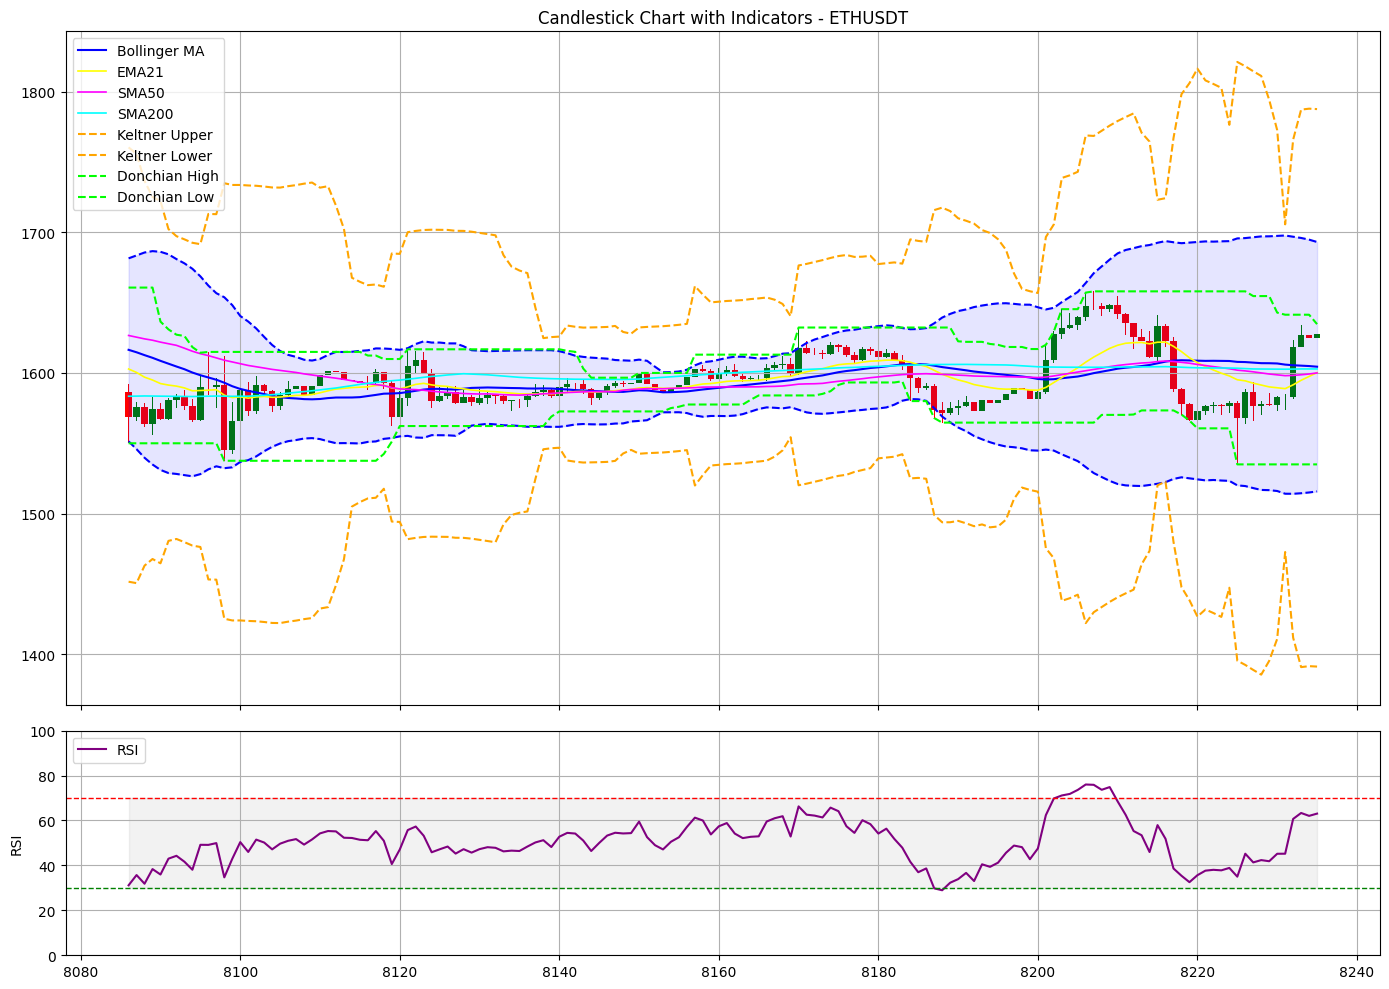 Candlestick Chart with Indicators - ETHUSDT
Bollinger MA
EMA21
SMA50
SMA200
Keltner Upper
Keltner Lower
Donchian High
Donchian Low
1800
1700
1600
1500
1400
RSI
100
80
60
40
20
0
RSI
8080
8100
8120
8140
8160
8180
8200
8220
8240